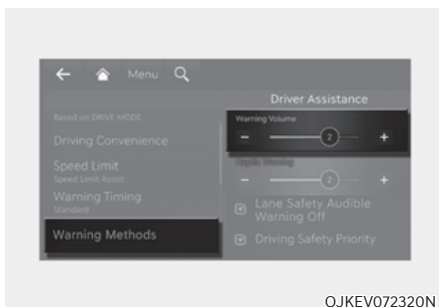 Menu
Driver Assistance
Based on DRIVE MODE
Driving Convenience
Speed Limit
Speed Limit Assist
Warning Timing
Standard
Warning Methods
Warning Volume
- 2 +
Haptic Warning
- 2 +
Lane Safety Audible
Warning Off
Driving Safety Priority
OJKEV072320N